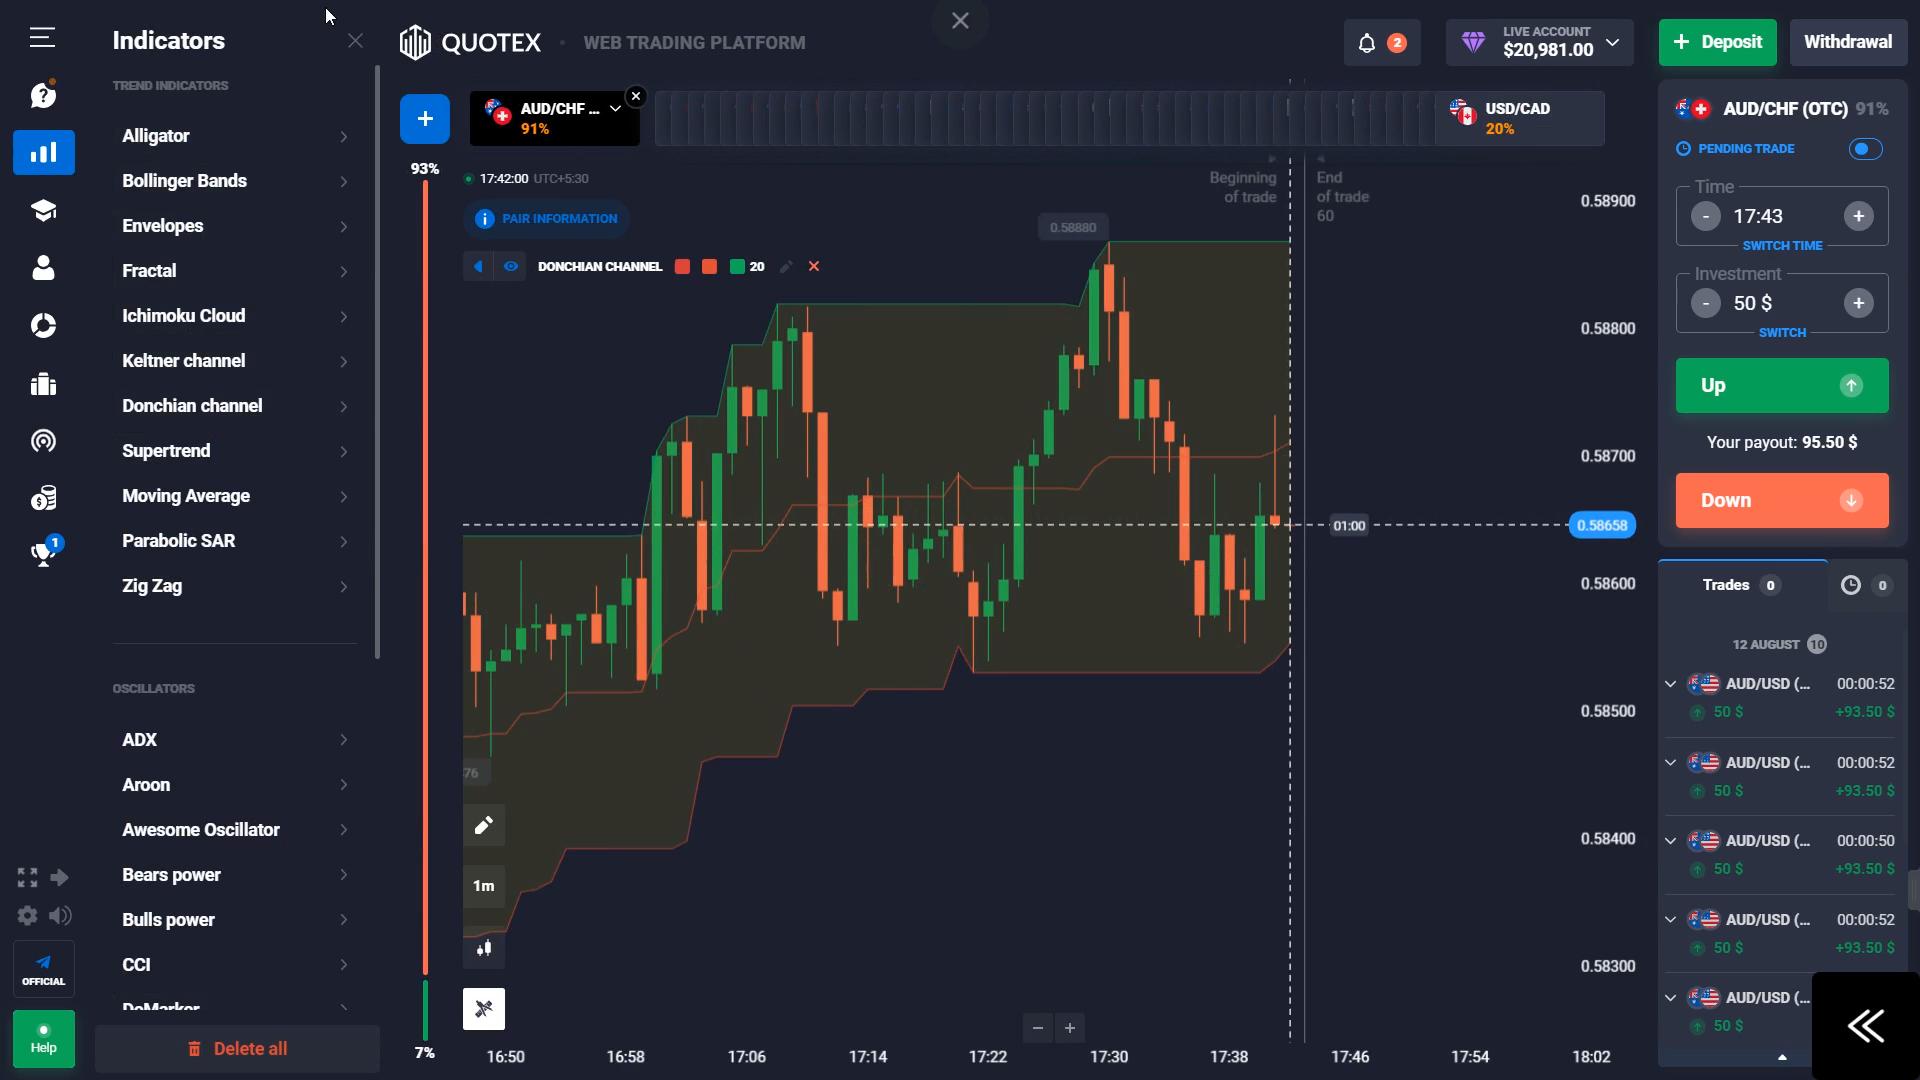 Indicators
TREND INDICATORS
Alligator
Bollinger Bands
Envelopes
Fractal
Ichimoku Cloud
Keltner channel
Donchian channel
Supertrend
Moving Average
Parabolic SAR
Zig Zag
OSCILLATORS
ADX
Aroon
Awesome Oscillator
Bears power
Bulls power
CCI
DeMarker
Delete all
1
OFFICIAL
Help
QUOTEX
WEB TRADING PLATFORM
2
LIVE ACCOUNT
$20,981.00
+ Deposit
Withdrawal
+
AUD/CHF ...
91%
USD/CAD
20%
93%
7%
17:42:00 UTC+5:30
PAIR INFORMATION
DONCHIAN CHANNEL 20
Beginning
of trade
End
of trade
60
0.58880
76
1m
01:00
0.58900
0.58800
0.58700
0.58658
0.58600
0.58500
0.58400
0.58300
16:50 16:58 17:06 17:14 17:22 17:30 17:38 17:46 17:54 18:02
AUD/CHF (OTC) 91%
PENDING TRADE
Time
- 17:43 +
SWITCH TIME
Investment
- 50 $ +
SWITCH
Up
Your payout: 95.50 $
Down
Trades 0
0
12 AUGUST 10
AUD/USD (... 00:00:52
50 $ +93.50 $
AUD/USD (... 00:00:52
50 $ +93.50 $
AUD/USD (... 00:00:50
50 $ +93.50 $
AUD/USD (... 00:00:52
50 $ +93.50 $
AUD/USD (...
50 $